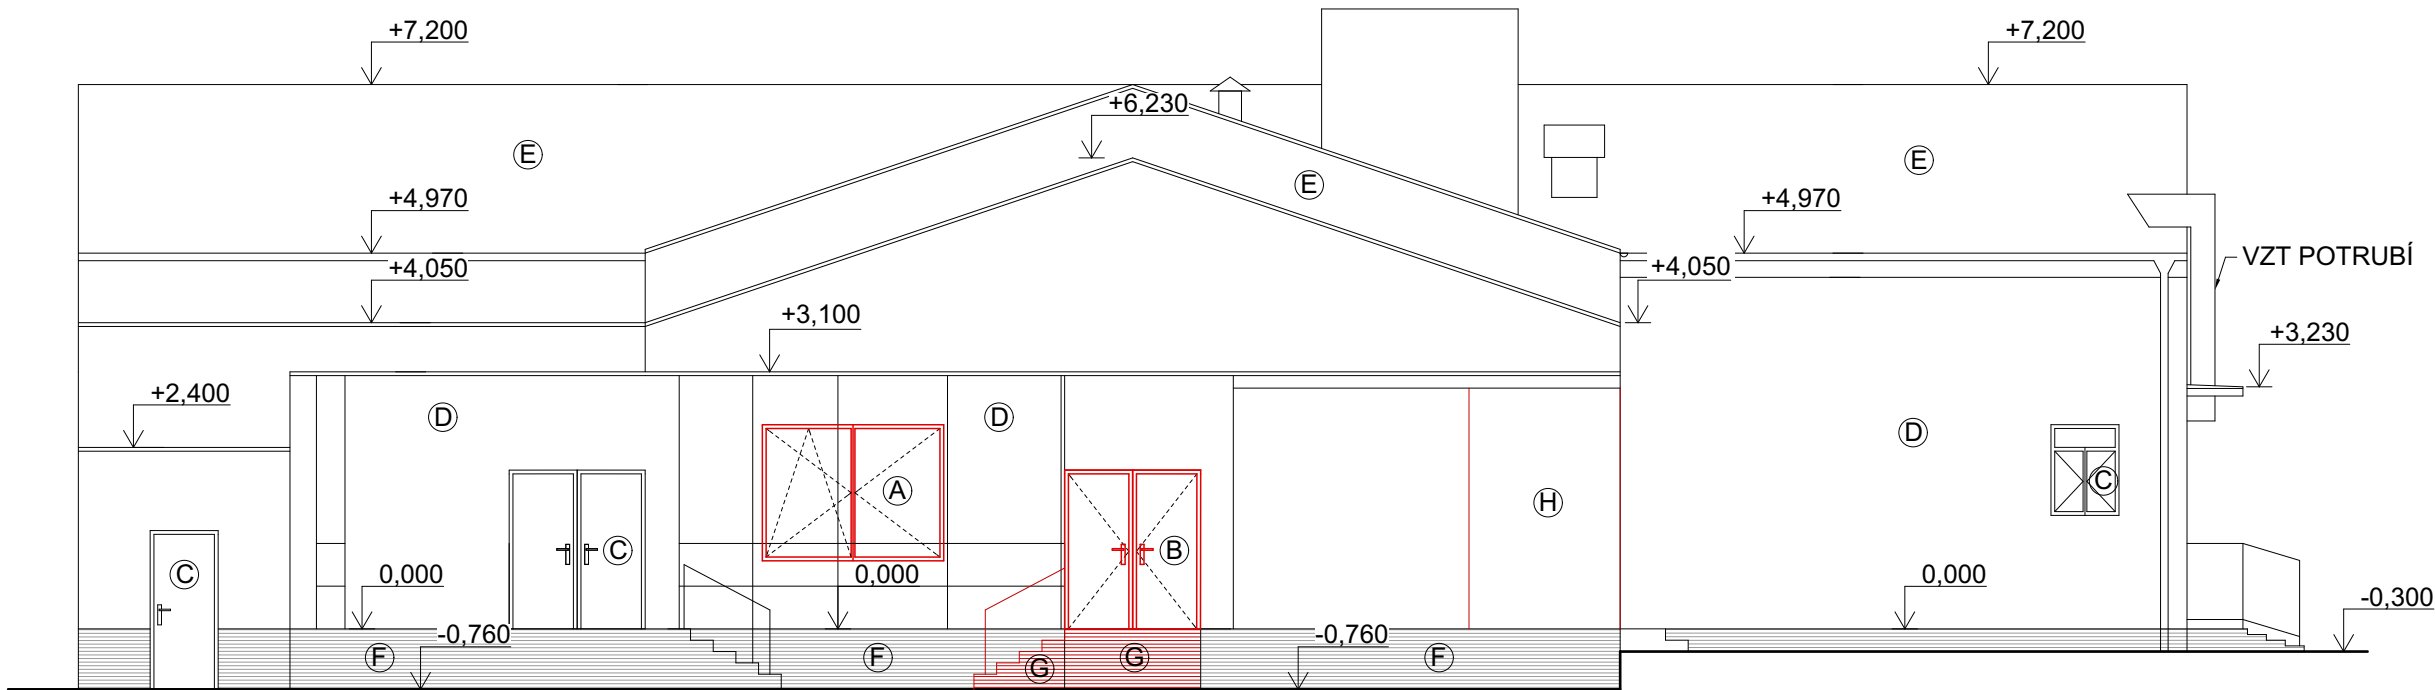 +7,200
+7,200
+6,230
E
E
E
+4,970
+4,970
VZT POTRUBÍ
+4,050
+4,050
+3,100
+3,230
+2,400
D
D
D
A
C
H
C
B
C
0,000
0,000
0,000
-0,300
-0,760
-0,760
F
F
G
G
F